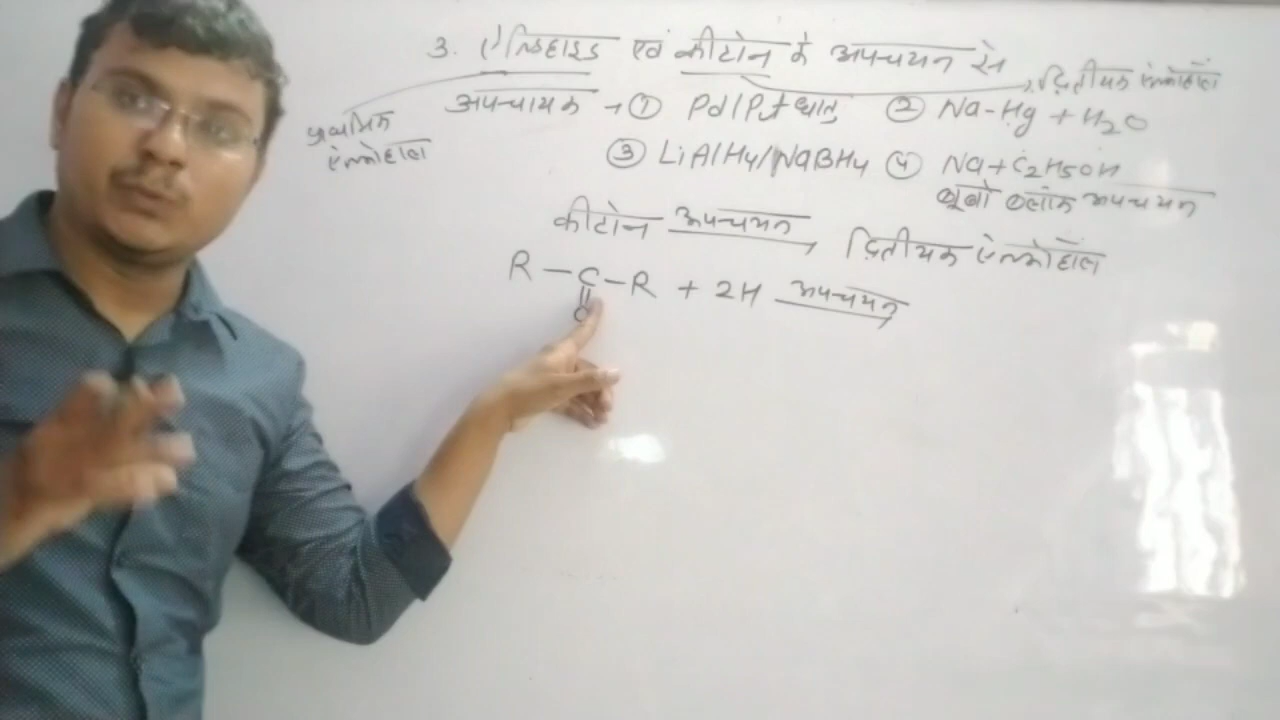 3. ऐल्डिहाइड एवं कीटोन के अपचयन से
द्वितीयक ऐल्कोहॉल
प्राथमिक
ऐल्कोहॉल
अपचायक → ① Pd/Pt धातु ② Na-Hg + H2O
③ LiAlH4/NaBH4 ④ Na+C2H5OH
बूवो ब्लांक अपचयन
कीटोन अपचयन → द्वितीयक ऐल्कोहॉल
R – C – R + 2H अपचयन →
|| 
O